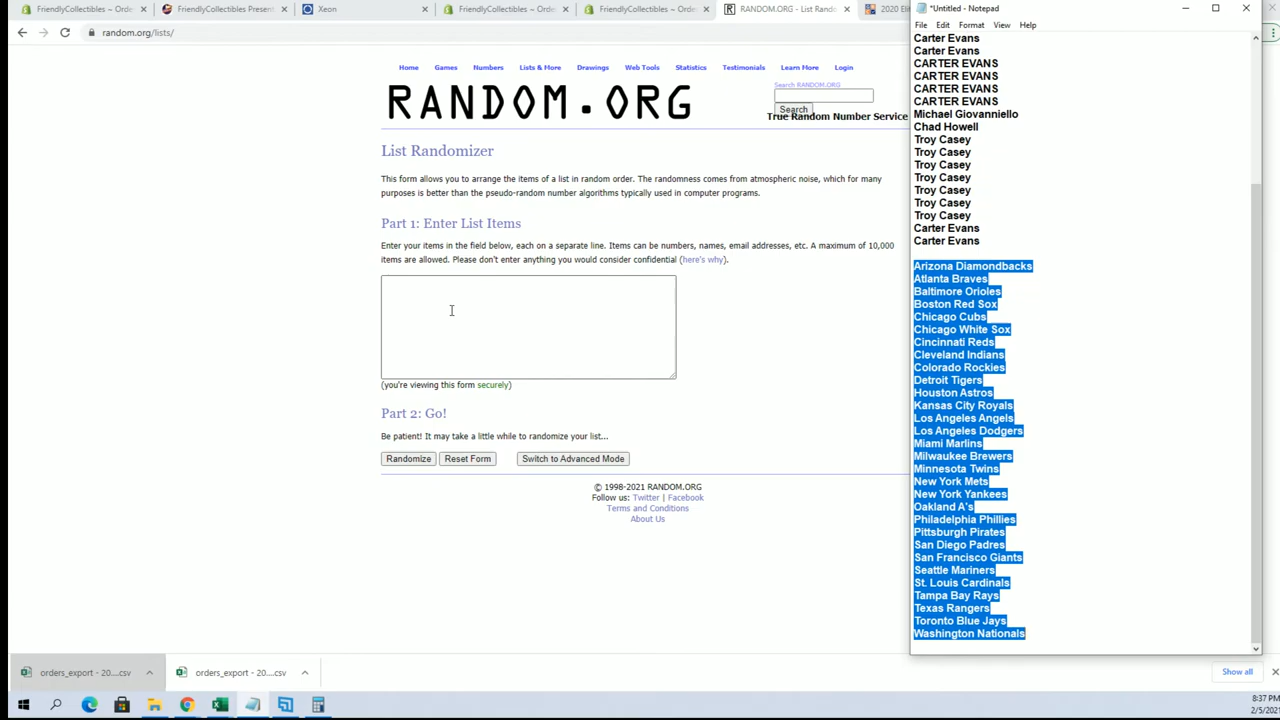 FriendlyCollectibles ~ Orders
FriendlyCollectibles Present
Xeon
FriendlyCollectibles ~ Ord
FriendlyCollectibles ~ Ord
RANDOM.ORG - List Rando
2020 Eli
random.org/lists/
Home
Games
Numbers
Lists & More
Drawings
Web Tools
Statistics
Testimonials
Learn More
Login
RANDOM.ORG
Search RANDOM.ORG
Search
True Random Number Service
List Randomizer
This form allows you to arrange the items of a list in random order. The randomness comes from atmospheric noise, which for many
purposes is better than the pseudo-random number algorithms typically used in computer programs.
Part 1: Enter List Items
Enter your items in the field below, each on a separate line. Items can be numbers, names, email addresses, etc. A maximum of 10,000
items are allowed. Please don't enter anything you would consider confidential (here's why).
(you're viewing this form securely)
Part 2: Go!
Be patient! It may take a little while to randomize your list...
Randomize
Reset Form
Switch to Advanced Mode
© 1998-2021 RANDOM.ORG
Follow us: Twitter | Facebook
Terms and Conditions
About Us
*Untitled - Notepad
File Edit Format View Help
Carter Evans
Carter Evans
CARTER EVANS
CARTER EVANS
CARTER EVANS
CARTER EVANS
Michael Giovanniello
Chad Howell
Troy Casey
Troy Casey
Troy Casey
Troy Casey
Troy Casey
Troy Casey
Troy Casey
Carter Evans
Carter Evans
Arizona Diamondbacks
Atlanta Braves
Baltimore Orioles
Boston Red Sox
Chicago Cubs
Chicago White Sox
Cincinnati Reds
Cleveland Indians
Colorado Rockies
Detroit Tigers
Houston Astros
Kansas City Royals
Los Angeles Angels
Los Angeles Dodgers
Miami Marlins
Milwaukee Brewers
Minnesota Twins
New York Mets
New York Yankees
Oakland A's
Philadelphia Phillies
Pittsburgh Pirates
San Diego Padres
San Francisco Giants
Seattle Mariners
St. Louis Cardinals
Tampa Bay Rays
Texas Rangers
Toronto Blue Jays
Washington Nationals
orders_export - 20....csv
orders_export - 20....csv
Show all
8:37 PM
2/5/2021